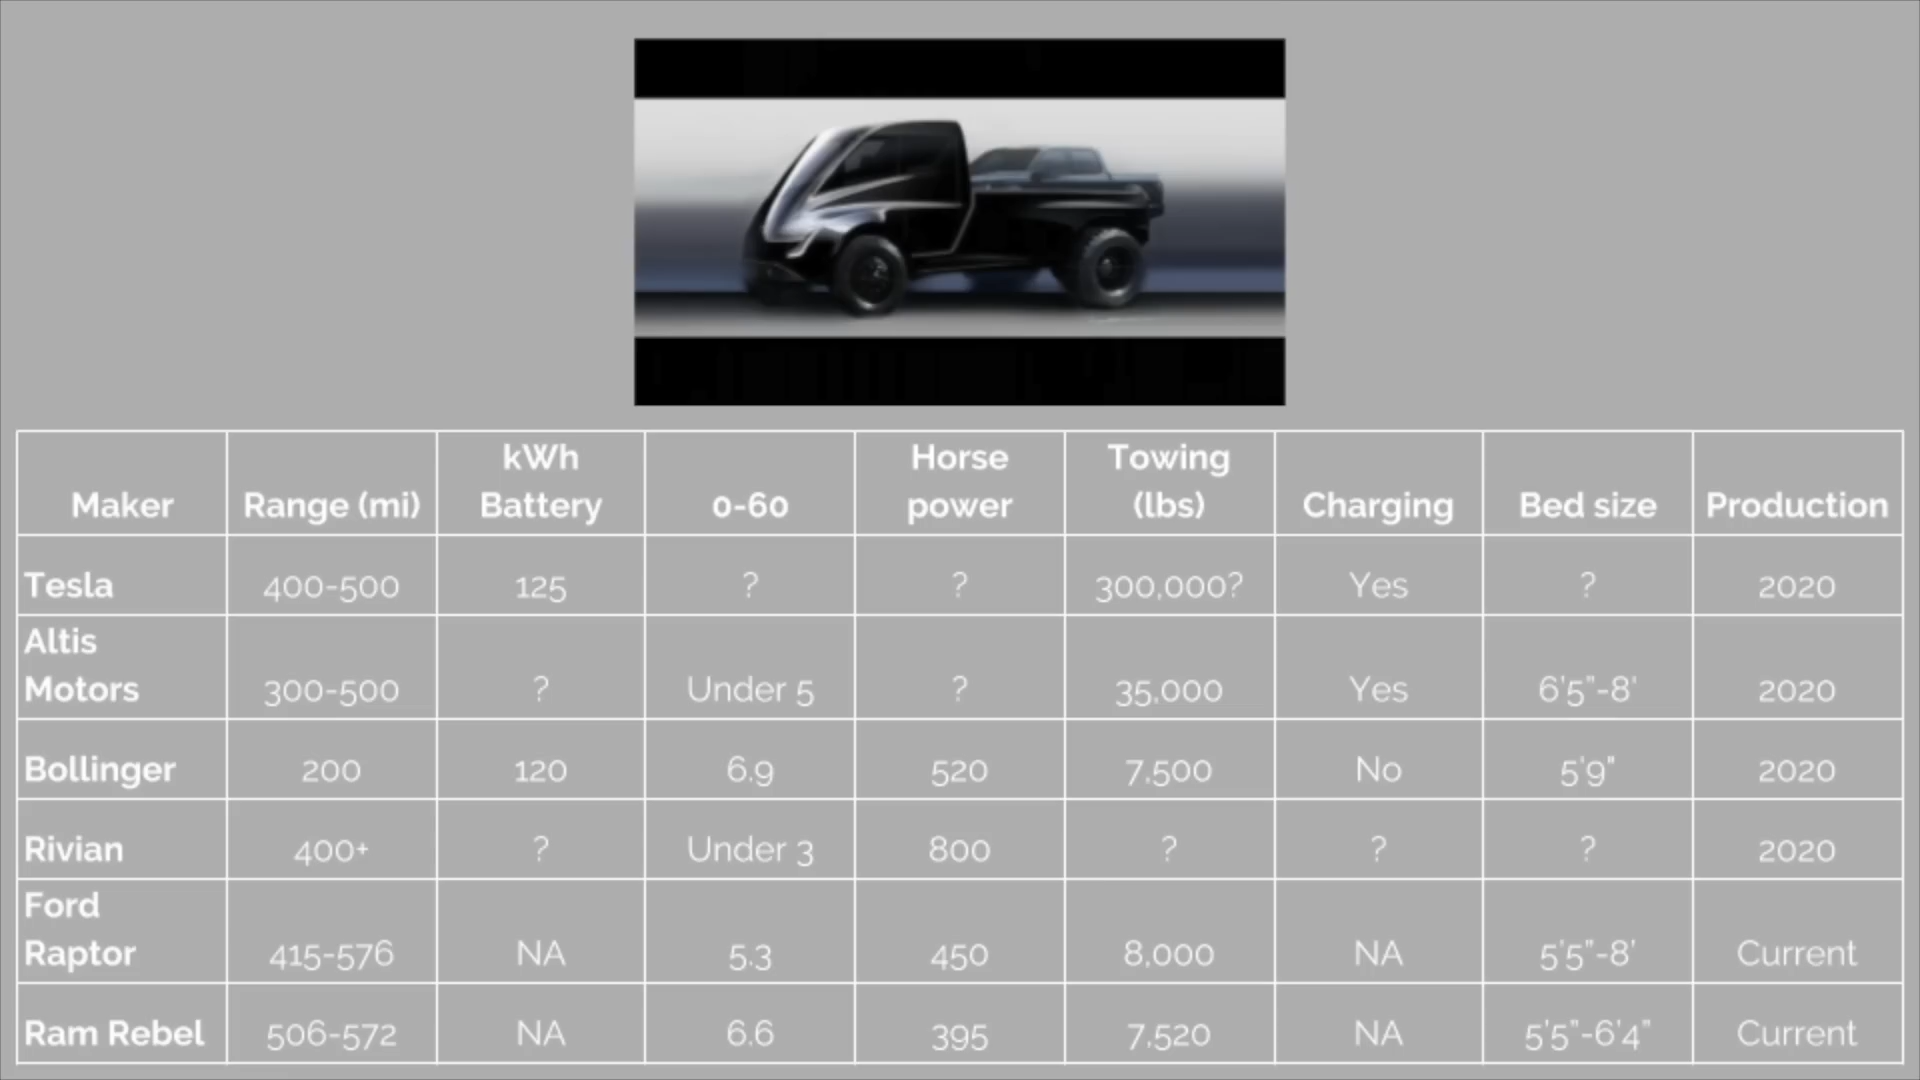 Maker Range (mi) kWh Battery 0-60 Horse power Towing (lbs) Charging Bed size Production
Tesla 400-500 125 ? ? 300,000? Yes ? 2020
Altis Motors 300-500 ? Under 5 ? 35,000 Yes 6'5"-8' 2020
Bollinger 200 120 6.9 520 7,500 No 5'9" 2020
Rivian 400+ ? Under 3 800 ? ? ? 2020
Ford Raptor 415-576 NA 5.3 450 8,000 NA 5'5"-8' Current
Ram Rebel 506-572 NA 6.6 395 7,520 NA 5'5"-6'4" Current